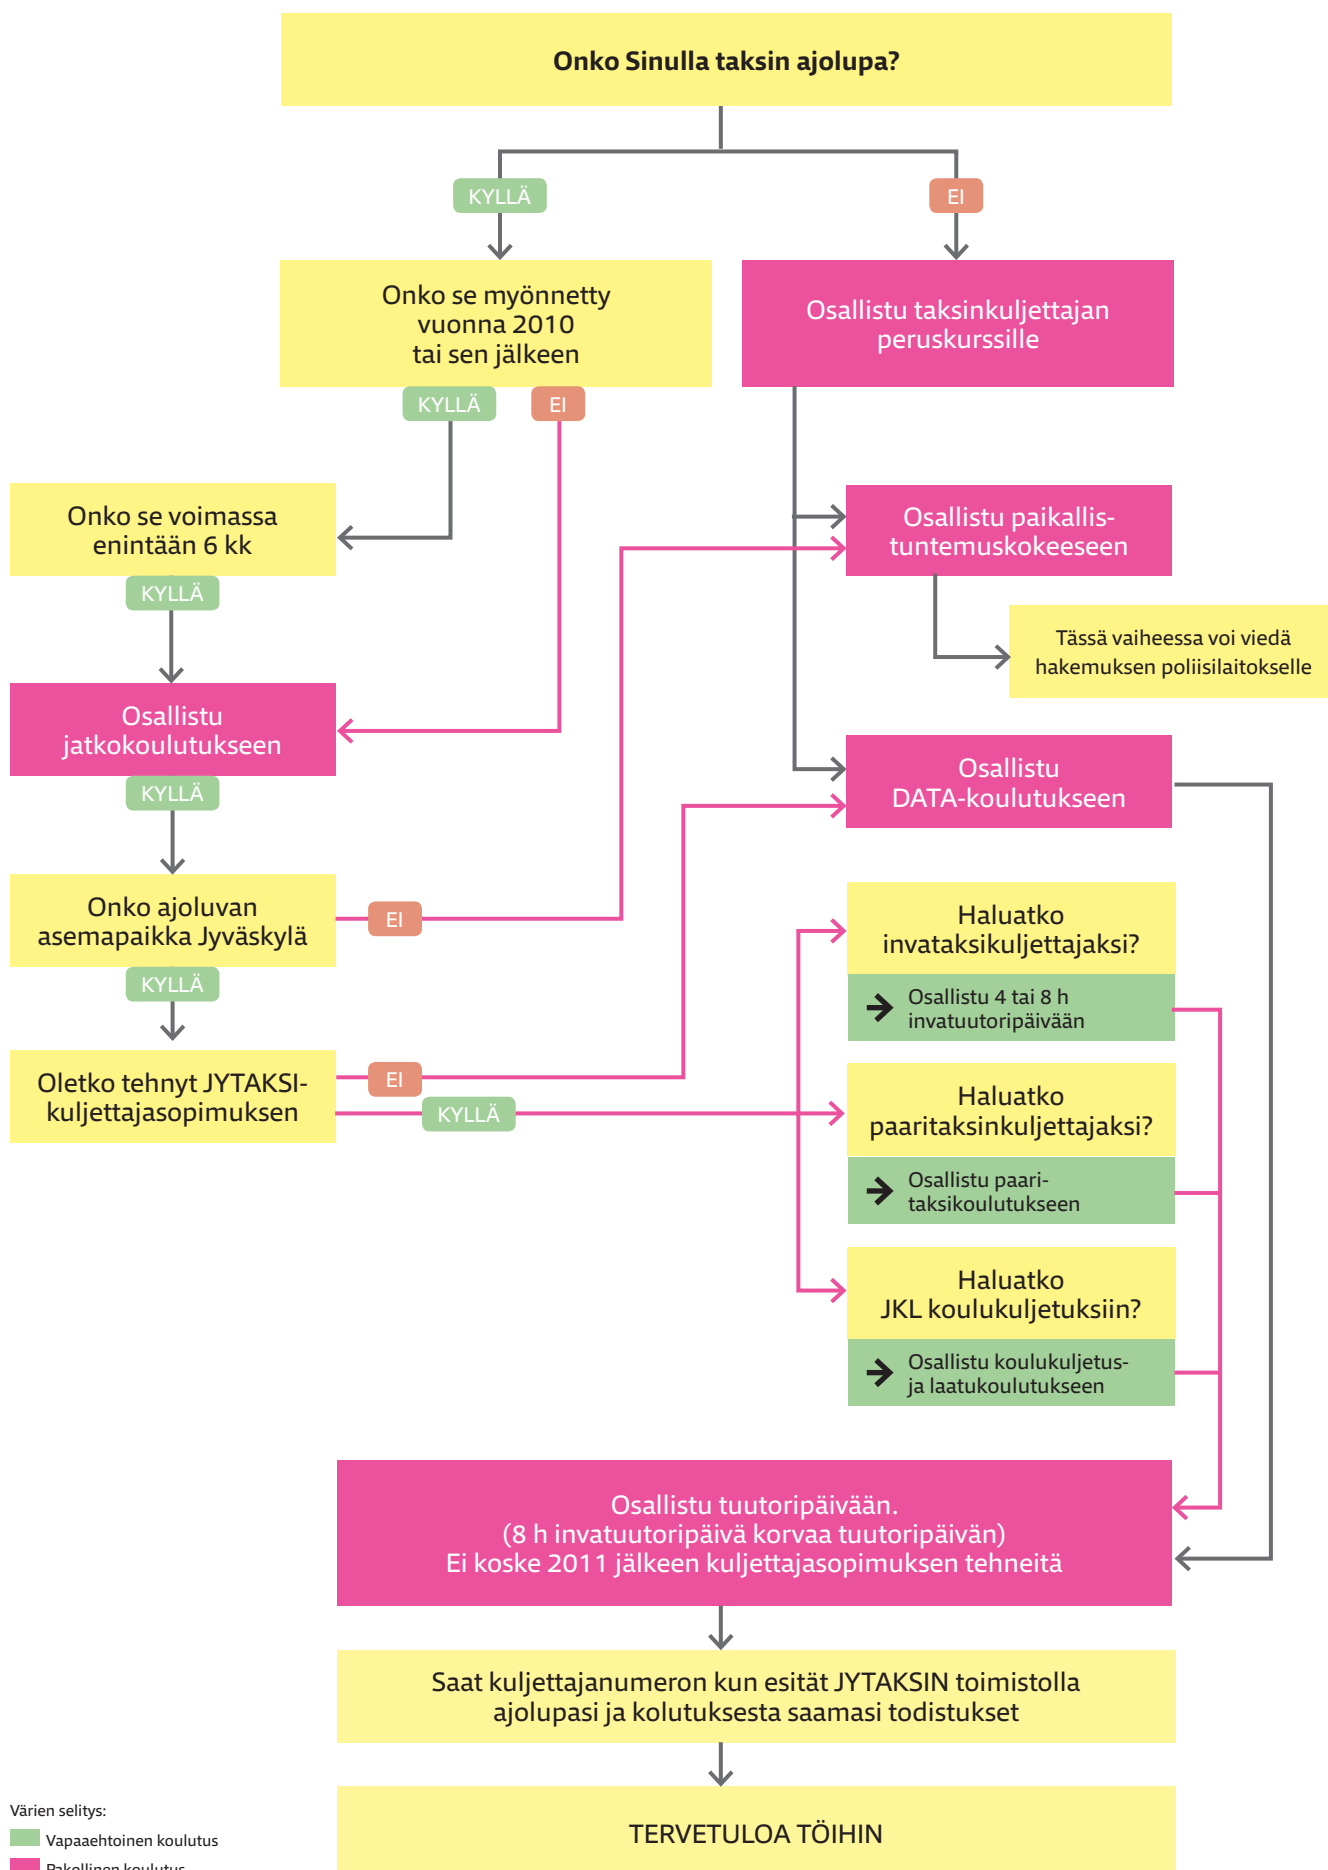 Onko Sinulla taksin ajolupa?
KYLLÄ
EI
Onko se myönnetty
vuonna 2010
tai sen jälkeen
Osallistu taksinkuljettajan
peruskurssille
KYLLÄ
EI
Onko se voimassa
enintään 6 kk
Osallistu paikallis-
tuntemuskokeeseen
KYLLÄ
Tässä vaiheessa voi viedä
hakemuksen poliisilaitokselle
Osallistu
jatkokoulutukseen
Osallistu
DATA-koulutukseen
KYLLÄ
Onko ajoluvan
asemapaikka Jyväskylä
EI
KYLLÄ
Haluatko
invataksikuljettajaksi?
Osallistu 4 tai 8 h
invatuutoripäivään
Oletko tehnyt JYTAKSI-
kuljettajasopimuksen
EI
KYLLÄ
Haluatko
paaritaksinkuljettajaksi?
Osallistu paari-
taksikoulutukseen
Haluatko
JKL koulukuljetuksiin?
Osallistu koulukuljetus-
ja laatukoulutukseen
Osallistu tuutoripäivään.
(8 h invatuutoripäivä korvaa tuutoripäivän)
Ei koske 2011 jälkeen kuljettajasopimuksen tehneitä
Saat kuljettajanumeron kun esität JYTAKSIN toimistolla
ajolupasi ja kolutuksesta saamasi todistukset
TERVETULOA TÖIHIN
Värien selitys:
Vapaaehtoinen koulutus
Pakollinen koulutus